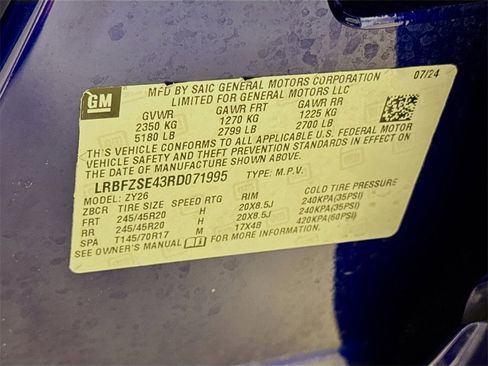 GM
MFD BY SAIC GENERAL MOTORS CORPORATION 07/24
LIMITED FOR GENERAL MOTORS LLC
GVWR GAWR FRT GAWR RR
2350 KG 1270 KG 1225 KG
5180 LB 2799 LB 2700 LB
THIS VEHICLE CONFORMS TO ALL APPLICABLE U.S. FEDERAL MOTOR
VEHICLE SAFETY AND THEFT PREVENTION STANDARDS IN EFFECT ON
THE DATE OF MANUFACTURE SHOWN ABOVE.
LRBFZSE43RD071995 TYPE: M.P.V.
MODEL: ZY26
ZBCR TIRE SIZE SPEED RTG RIM COLD TIRE PRESSURE
FRT 245/45R20 H 20X8.5J 240KPA(35PSI)
RR 245/45R20 H 20X8.5J 240KPA(35PSI)
SPA T145/70R17 M 17X4B 420KPA(60PSI)
SEE OWNER'S MANUAL FOR MORE INFORMATION.